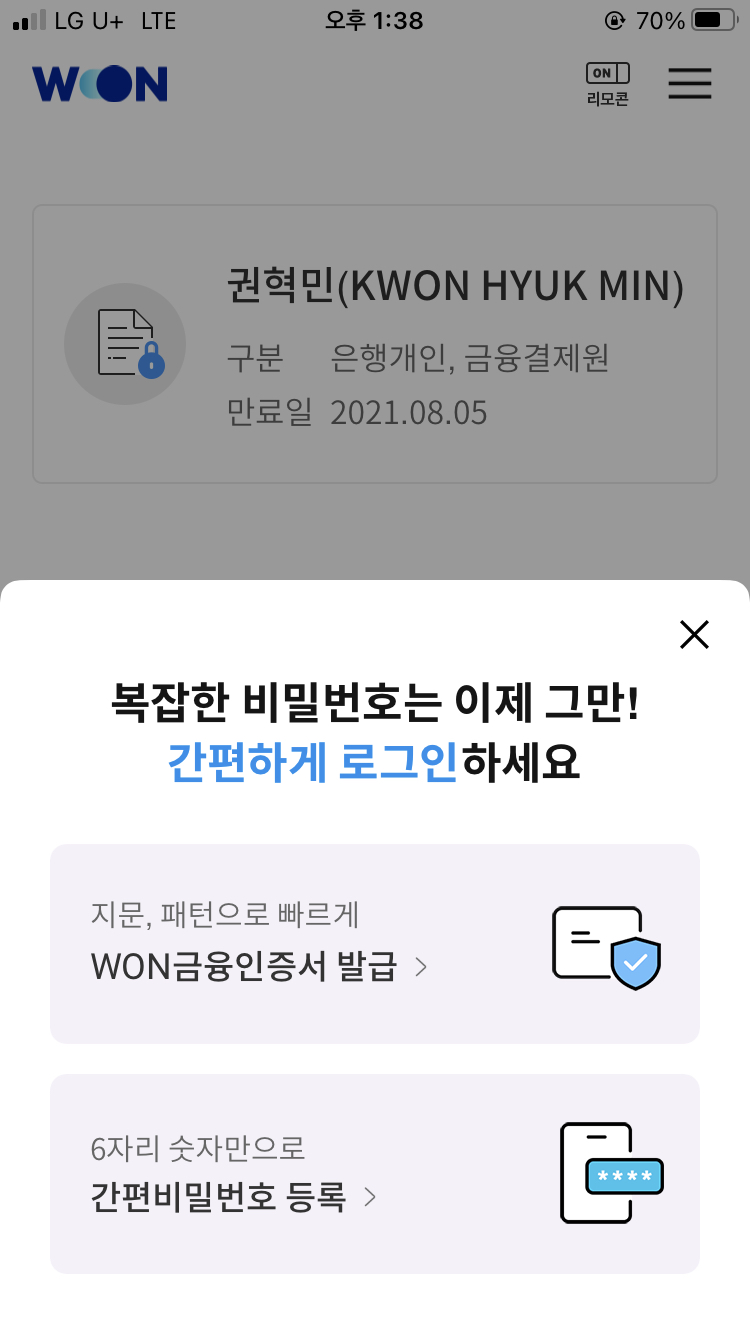 LG U+ LTE 오후 1:38 70%
WON
ON
리모콘
권혁민(KWON HYUK MIN)
구분 은행개인, 금융결제원
만료일 2021.08.05
복잡한 비밀번호는 이제 그만!
간편하게 로그인하세요
지문, 패턴으로 빠르게
WON금융인증서 발급 >
6자리 숫자만으로
간편비밀번호 등록 >
****